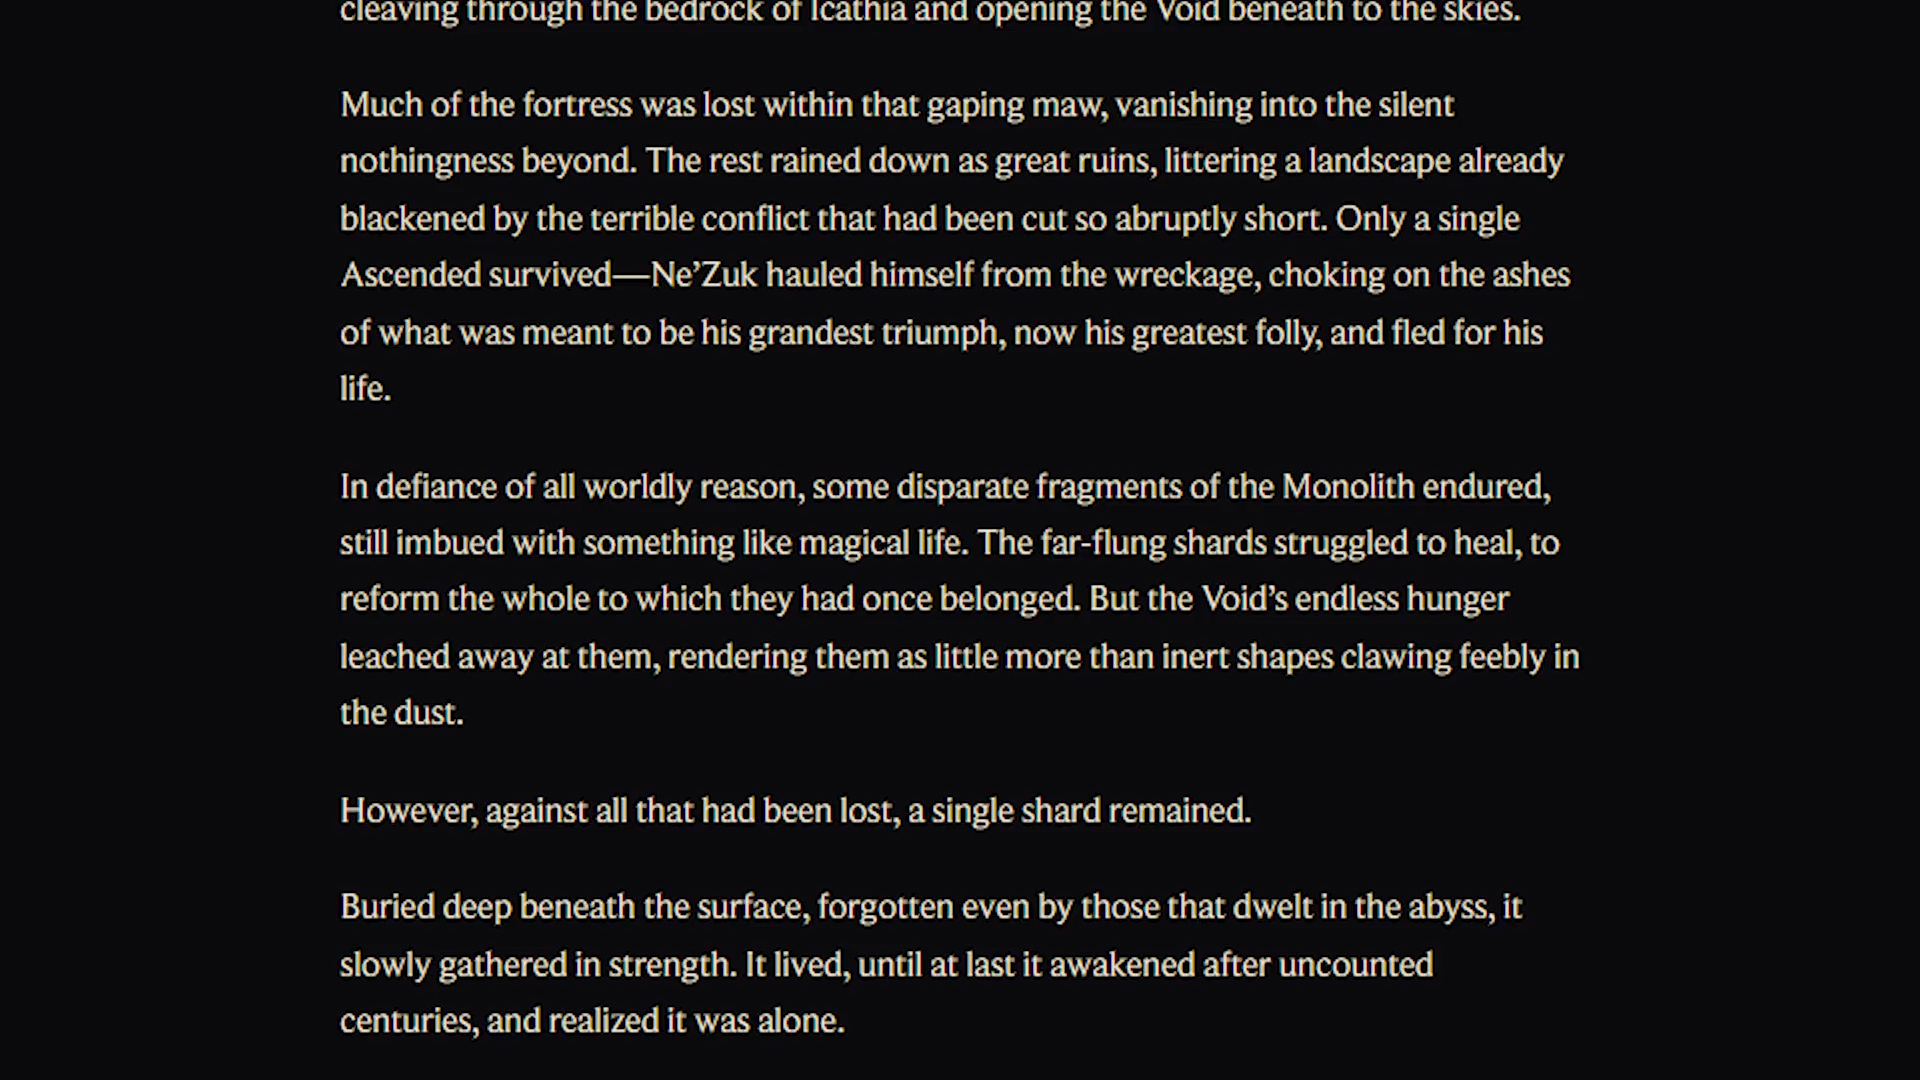 cleaving through the bedrock of Icathia and opening the Void beneath to the skies.
Much of the fortress was lost within that gaping maw, vanishing into the silent
nothingness beyond. The rest rained down as great ruins, littering a landscape already
blackened by the terrible conflict that had been cut so abruptly short. Only a single
Ascended survived—Ne’Zuk hauled himself from the wreckage, choking on the ashes
of what was meant to be his grandest triumph, now his greatest folly, and fled for his
life.
In defiance of all worldly reason, some disparate fragments of the Monolith endured,
still imbued with something like magical life. The far-flung shards struggled to heal, to
reform the whole to which they had once belonged. But the Void’s endless hunger
leached away at them, rendering them as little more than inert shapes clawing feebly in
the dust.
However, against all that had been lost, a single shard remained.
Buried deep beneath the surface, forgotten even by those that dwelt in the abyss, it
slowly gathered in strength. It lived, until at last it awakened after uncounted
centuries, and realized it was alone.